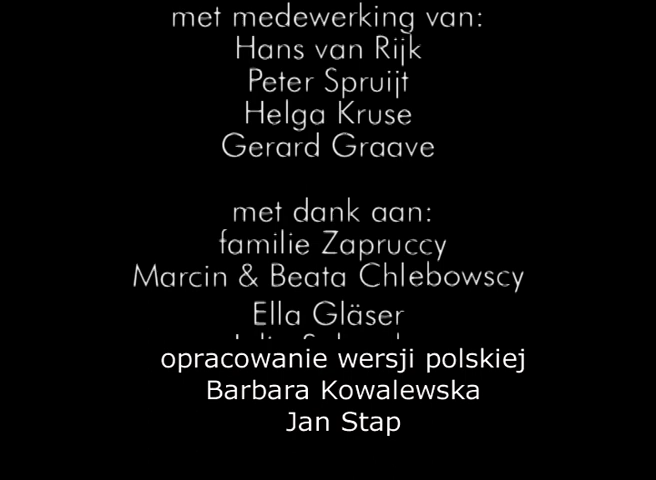 met medewerking van:
Hans van Rijk
Peter Spruijt
Helga Kruse
Gerard Graave
met dank aan:
familie Zapruccy
Marcin & Beata Chlebowscy
Ella Gläser
opracowanie wersji polskiej
Barbara Kowalewska
Jan Stap